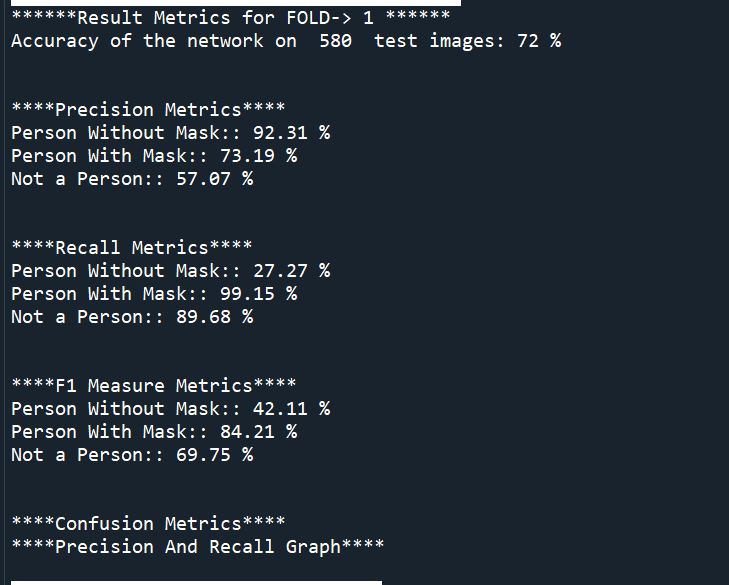 ******Result Metrics for FOLD-> 1 ******
Accuracy of the network on  580  test images: 72 %
****Precision Metrics****
Person Without Mask:: 92.31 %
Person With Mask:: 73.19 %
Not a Person:: 57.07 %
****Recall Metrics****
Person Without Mask:: 27.27 %
Person With Mask:: 99.15 %
Not a Person:: 89.68 %
****F1 Measure Metrics****
Person Without Mask:: 42.11 %
Person With Mask:: 84.21 %
Not a Person:: 69.75 %
****Confusion Metrics****
****Precision And Recall Graph****